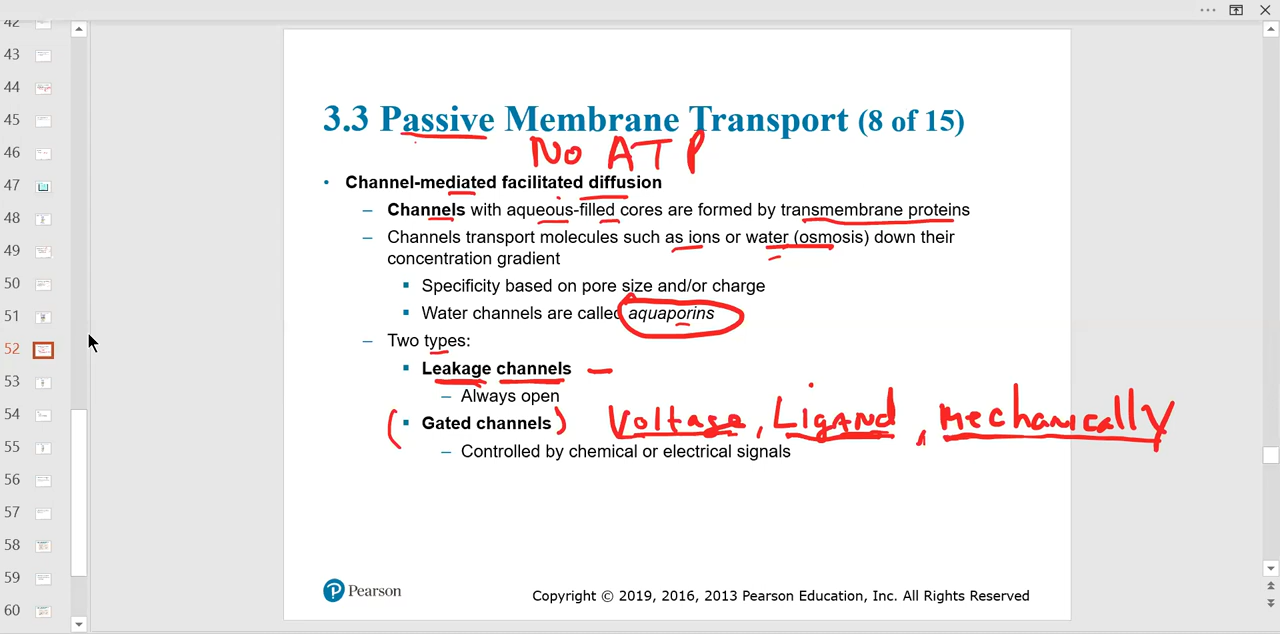 42
43
44
45
46
47
48
49
50
51
52
53
54
55
56
57
58
59
60
3.3 Passive Membrane Transport (8 of 15)
No ATP
• Channel-mediated facilitated diffusion
– Channels with aqueous-filled cores are formed by transmembrane proteins
– Channels transport molecules such as ions or water (osmosis) down their
concentration gradient
▪ Specificity based on pore size and/or charge
▪ Water channels are called aquaporins
– Two types:
▪ Leakage channels –
– Always open
( ▪ Gated channels ) Voltage, Ligand, Mechanically
– Controlled by chemical or electrical signals
P Pearson
Copyright © 2019, 2016, 2013 Pearson Education, Inc. All Rights Reserved